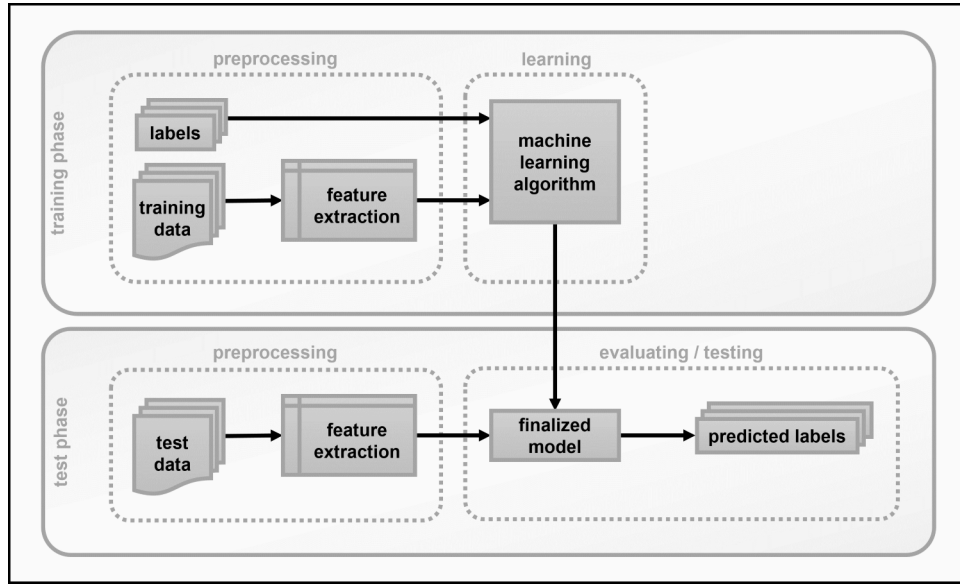 training phase
preprocessing
learning
labels
training
data
feature
extraction
machine
learning
algorithm
test phase
preprocessing
evaluating / testing
test
data
feature
extraction
finalized
model
predicted labels